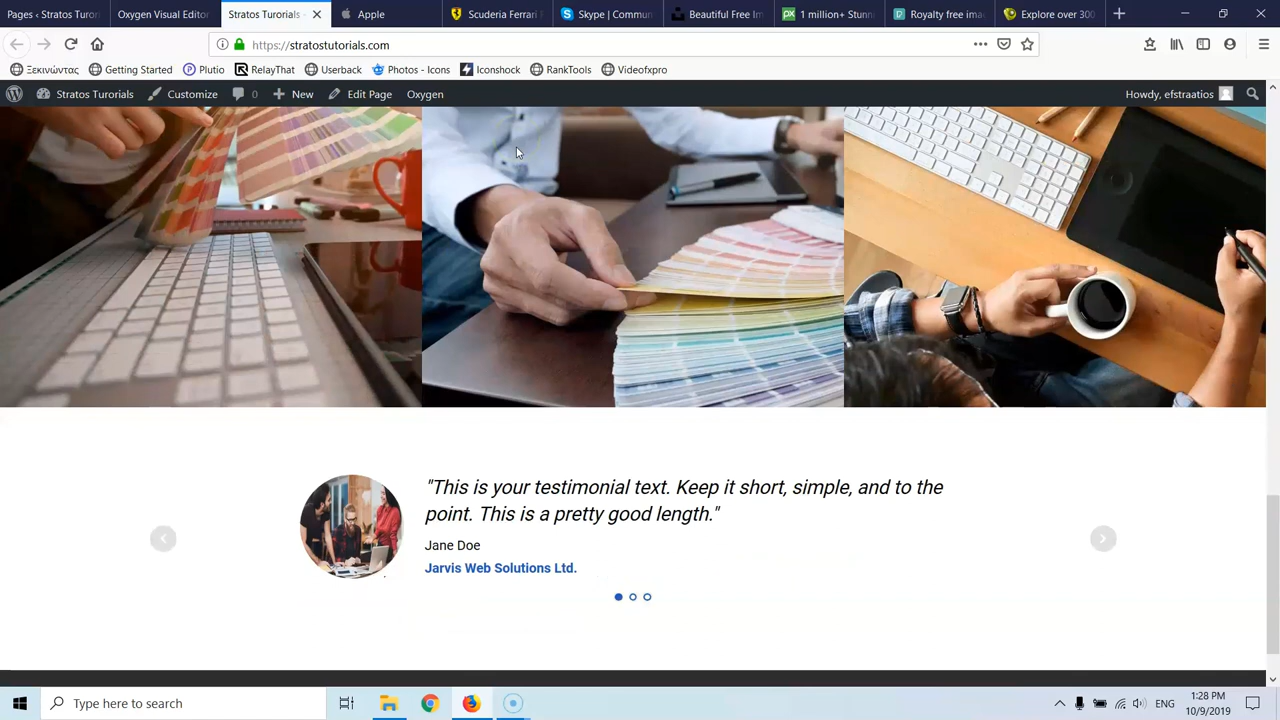 Pages ‹ Stratos Turori
Oxygen Visual Editor
Stratos Turorials -
Apple
Scuderia Ferrari
Skype | Commun
Beautiful Free Im
1 million+ Stunn
Royalty free ima
Explore over 300
https://stratostutorials.com
Ξεκινώντας
Getting Started
Plutio
RelayThat
Userback
Photos - Icons
Iconshock
RankTools
Videofxpro
Stratos Turorials
Customize
0
New
Edit Page
Oxygen
Howdy, efstraatios
"This is your testimonial text. Keep it short, simple, and to the
point. This is a pretty good length."
Jane Doe
Jarvis Web Solutions Ltd.
Type here to search
ENG
1:28 PM
10/9/2019